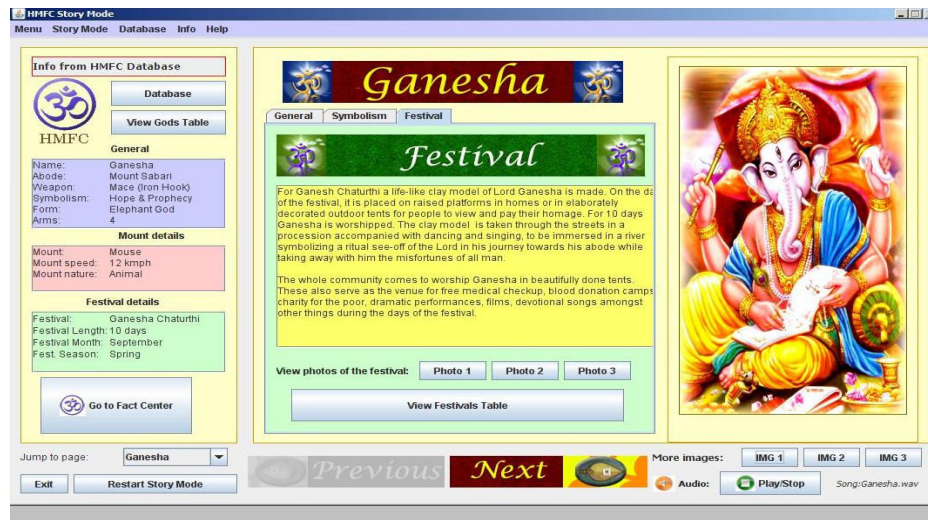 HMFC Story Mode
Menu Story Mode Database Info Help
Info from HMFC Database
HMFC
Database
View Gods Table
General
Name: Ganesha
Abode: Mount Sabari
Weapon: Mace (Iron Hook)
Symbolism: Hope & Prophecy
Form: Elephant God
Arms: 4
Mount details
Mount: Mouse
Mount speed: 12 kmph
Mount nature: Animal
Festival details
Festival: Ganesha Chaturthi
Festival Length: 10 days
Festival Month: September
Fest. Season: Spring
Go to Fact Center
Jump to page: Ganesha
Exit
Restart Story Mode
Ganesha
General Symbolism Festival
Festival
For Ganesh Chaturthi a life-like clay model of Lord Ganesha is made. On the da
of the festival, it is placed on raised platforms in homes or in elaborately
decorated outdoor tents for people to view and pay their homage. For 10 days
Ganesha is worshipped. The clay model is taken through the streets in a
procession accompanied with dancing and singing, to be immersed in a river
symbolizing a ritual see-off of the Lord in his journey towards his abode while
taking away with him the misfortunes of all man.
The whole community comes to worship Ganesha in beautifully done tents.
These also serve as the venue for free medical checkup, blood donation camps
charity for the poor, dramatic performances, films, devotional songs amongst
other things during the days of the festival.
View photos of the festival: Photo 1 Photo 2 Photo 3
View Festivals Table
Previous Next
More images: IMG 1 IMG 2 IMG 3
Audio: Play/Stop Song:Ganesha.wav